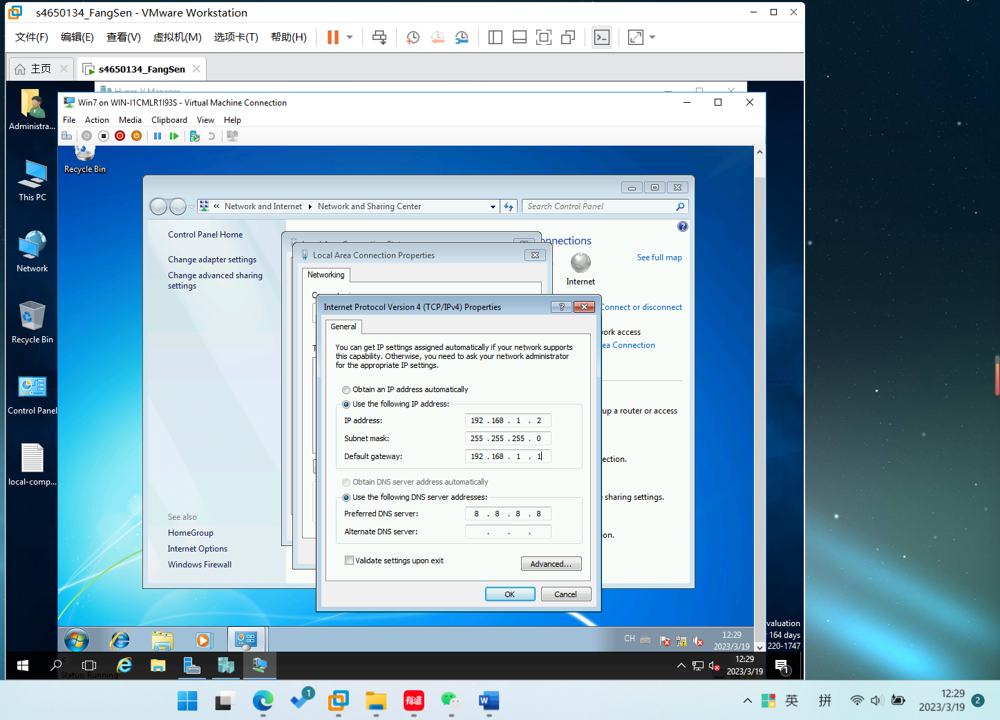 s4650134_FangSen - VMware Workstation
文件(F) 编辑(E) 查看(V) 虚拟机(M) 选项卡(T) 帮助(H)
主页 s4650134_FangSen
Hyper-V Manager
Win7 on WIN-I1CMLR1I93S - Virtual Machine Connection
File Action Media Clipboard View Help
Administra...
This PC
Network
Recycle Bin
Control Panel
local-comp...
Recycle Bin
« Network and Internet Network and Sharing Center Search Control Panel
Control Panel Home
Change adapter settings
Change advanced sharing
settings
See also
HomeGroup
Internet Options
Windows Firewall
onnections
See full map
Internet
Connect or disconnect
ork access
ea Connection
up a router or access
ection.
sharing settings.
on.
Local Area Connection Properties
Networking
Internet Protocol Version 4 (TCP/IPv4) Properties
General
You can get IP settings assigned automatically if your network supports
this capability. Otherwise, you need to ask your network administrator
for the appropriate IP settings.
Obtain an IP address automatically
Use the following IP address:
IP address: 192 . 168 . 1 . 2
Subnet mask: 255 . 255 . 255 . 0
Default gateway: 192 . 168 . 1 . 1
Obtain DNS server address automatically
Use the following DNS server addresses:
Preferred DNS server: 8 . 8 . 8 . 8
Alternate DNS server: . . .
Validate settings upon exit
Advanced...
OK Cancel
CH 12:29
2023/3/19
valuation
164 days
220-1747
Status: Running
12:29
2023/3/19
1
1
英 拼 12:29
2023/3/19 2
有道